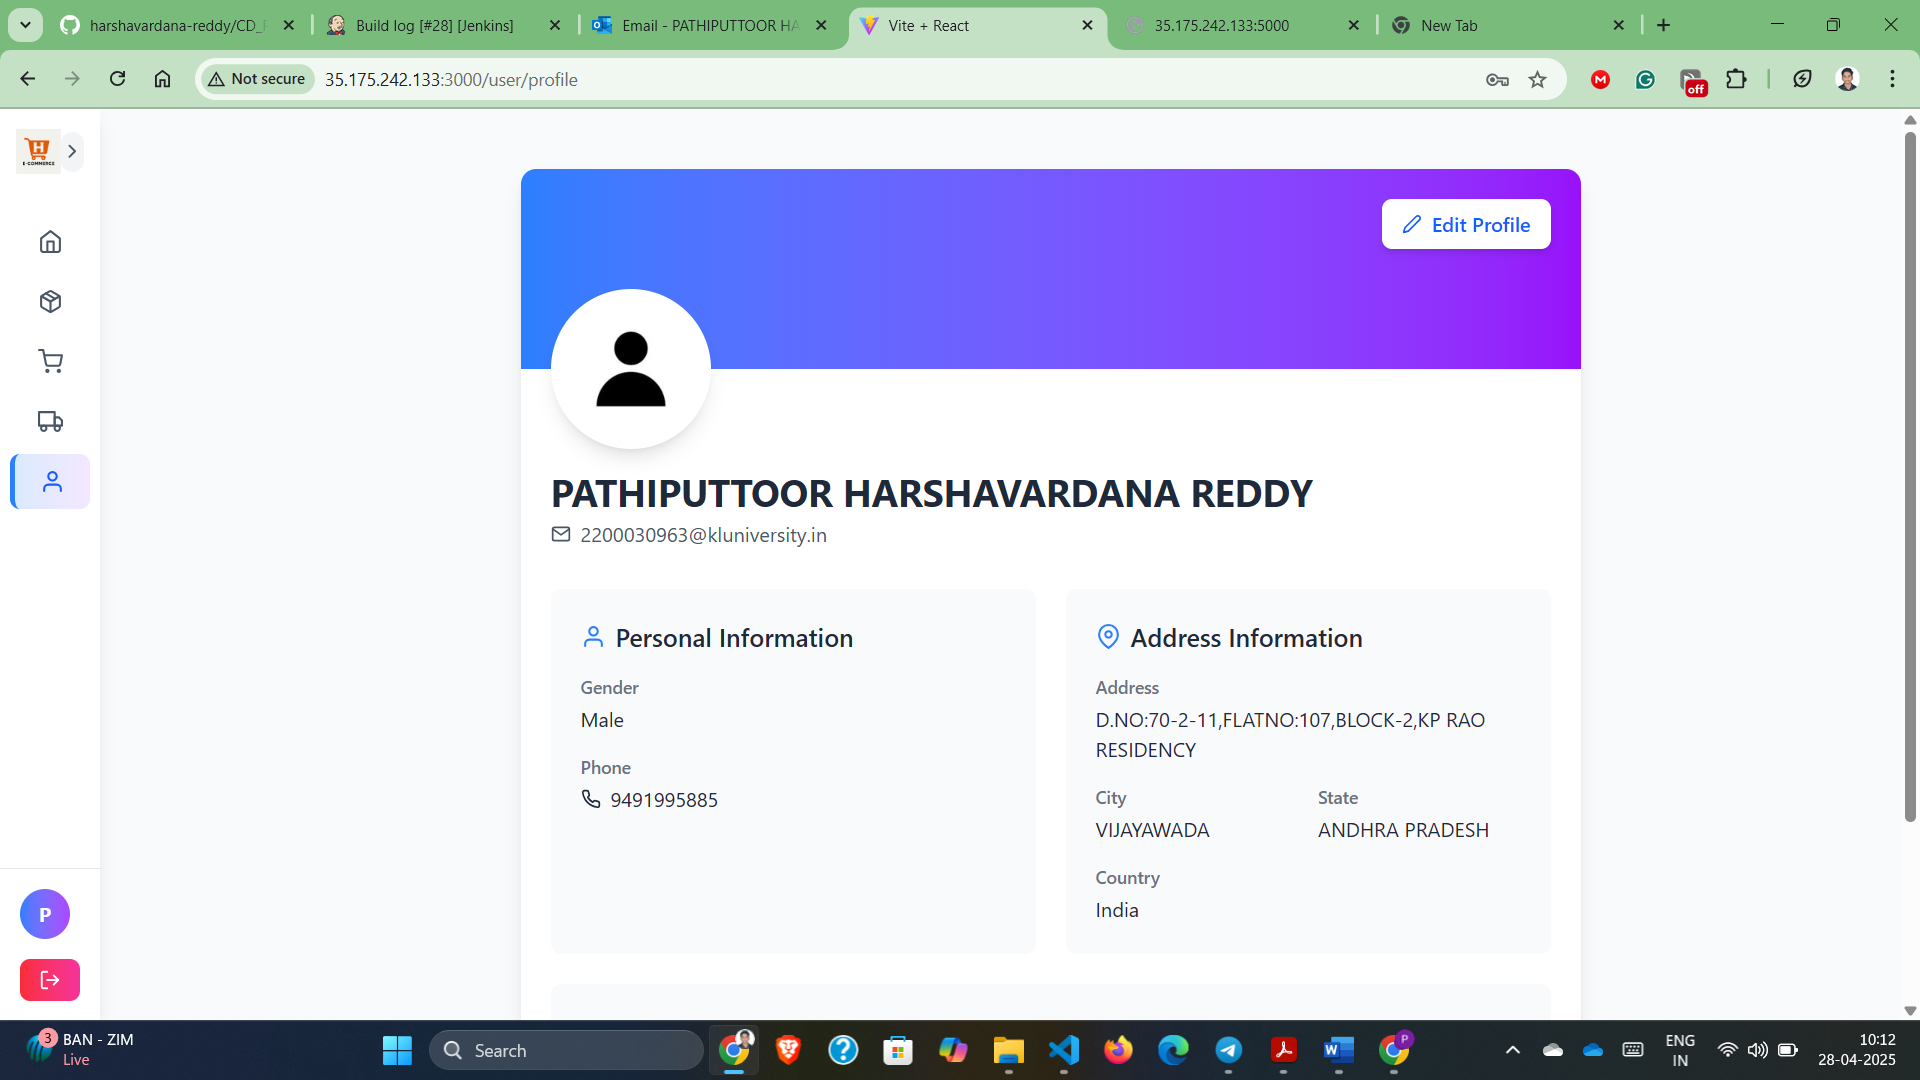 harshavardana-reddy/CD_F
Build log [#28] [Jenkins]
Email - PATHIPUTTOOR HA
Vite + React
35.175.242.133:5000
New Tab
Not secure
35.175.242.133:3000/user/profile
off
H
E-COMMERCE
Edit Profile
PATHIPUTTOOR HARSHAVARDANA REDDY
2200030963@kluniversity.in
Personal Information
Gender
Male
Phone
9491995885
Address Information
Address
D.NO:70-2-11,FLATNO:107,BLOCK-2,KP RAO
RESIDENCY
City
State
VIJAYAWADA
ANDHRA PRADESH
Country
India
P
3
BAN - ZIM
Live
Search
P
ENG
IN
10:12
28-04-2025